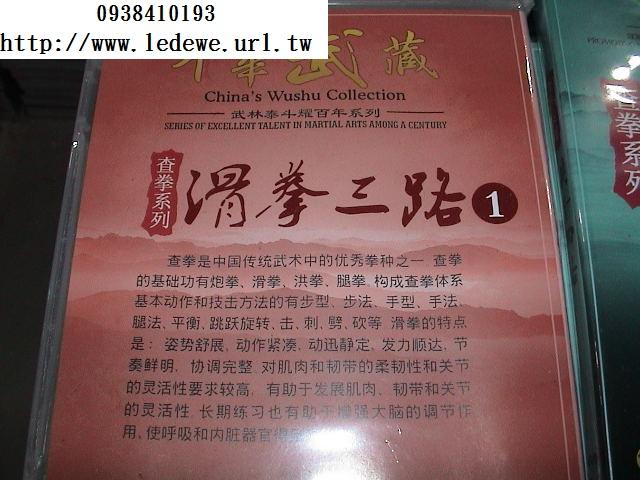 0938410193
http://www.ledewe.url.tw
中華武藏
China's Wushu Collection
武林泰斗耀百年系列
SERIES OF EXCELLENT TALENT IN MARTIAL ARTS AMONG A CENTURY
查拳系列
滑拳三路 1
查拳是中国传统武术中的优秀拳种之一 查拳
的基础功有炮拳、滑拳、洪拳、腿拳. 构成查拳体系
基本动作和技击方法的有步型、步法、手型、手法、
腿法、平衡、跳跃旋转、击、刺、劈、砍等 滑拳的特点
是: 姿势舒展、动作紧凑、动迅静定、发力顺达、节
奏鲜明、协调完整. 对肌肉和韧带的柔韧性和关节
的灵活性要求较高, 有助于发展肌肉、韧带和关节
的灵活性. 长期练习也有助于增强大脑的调节作
用、使呼吸和内脏器官得
查拳系列